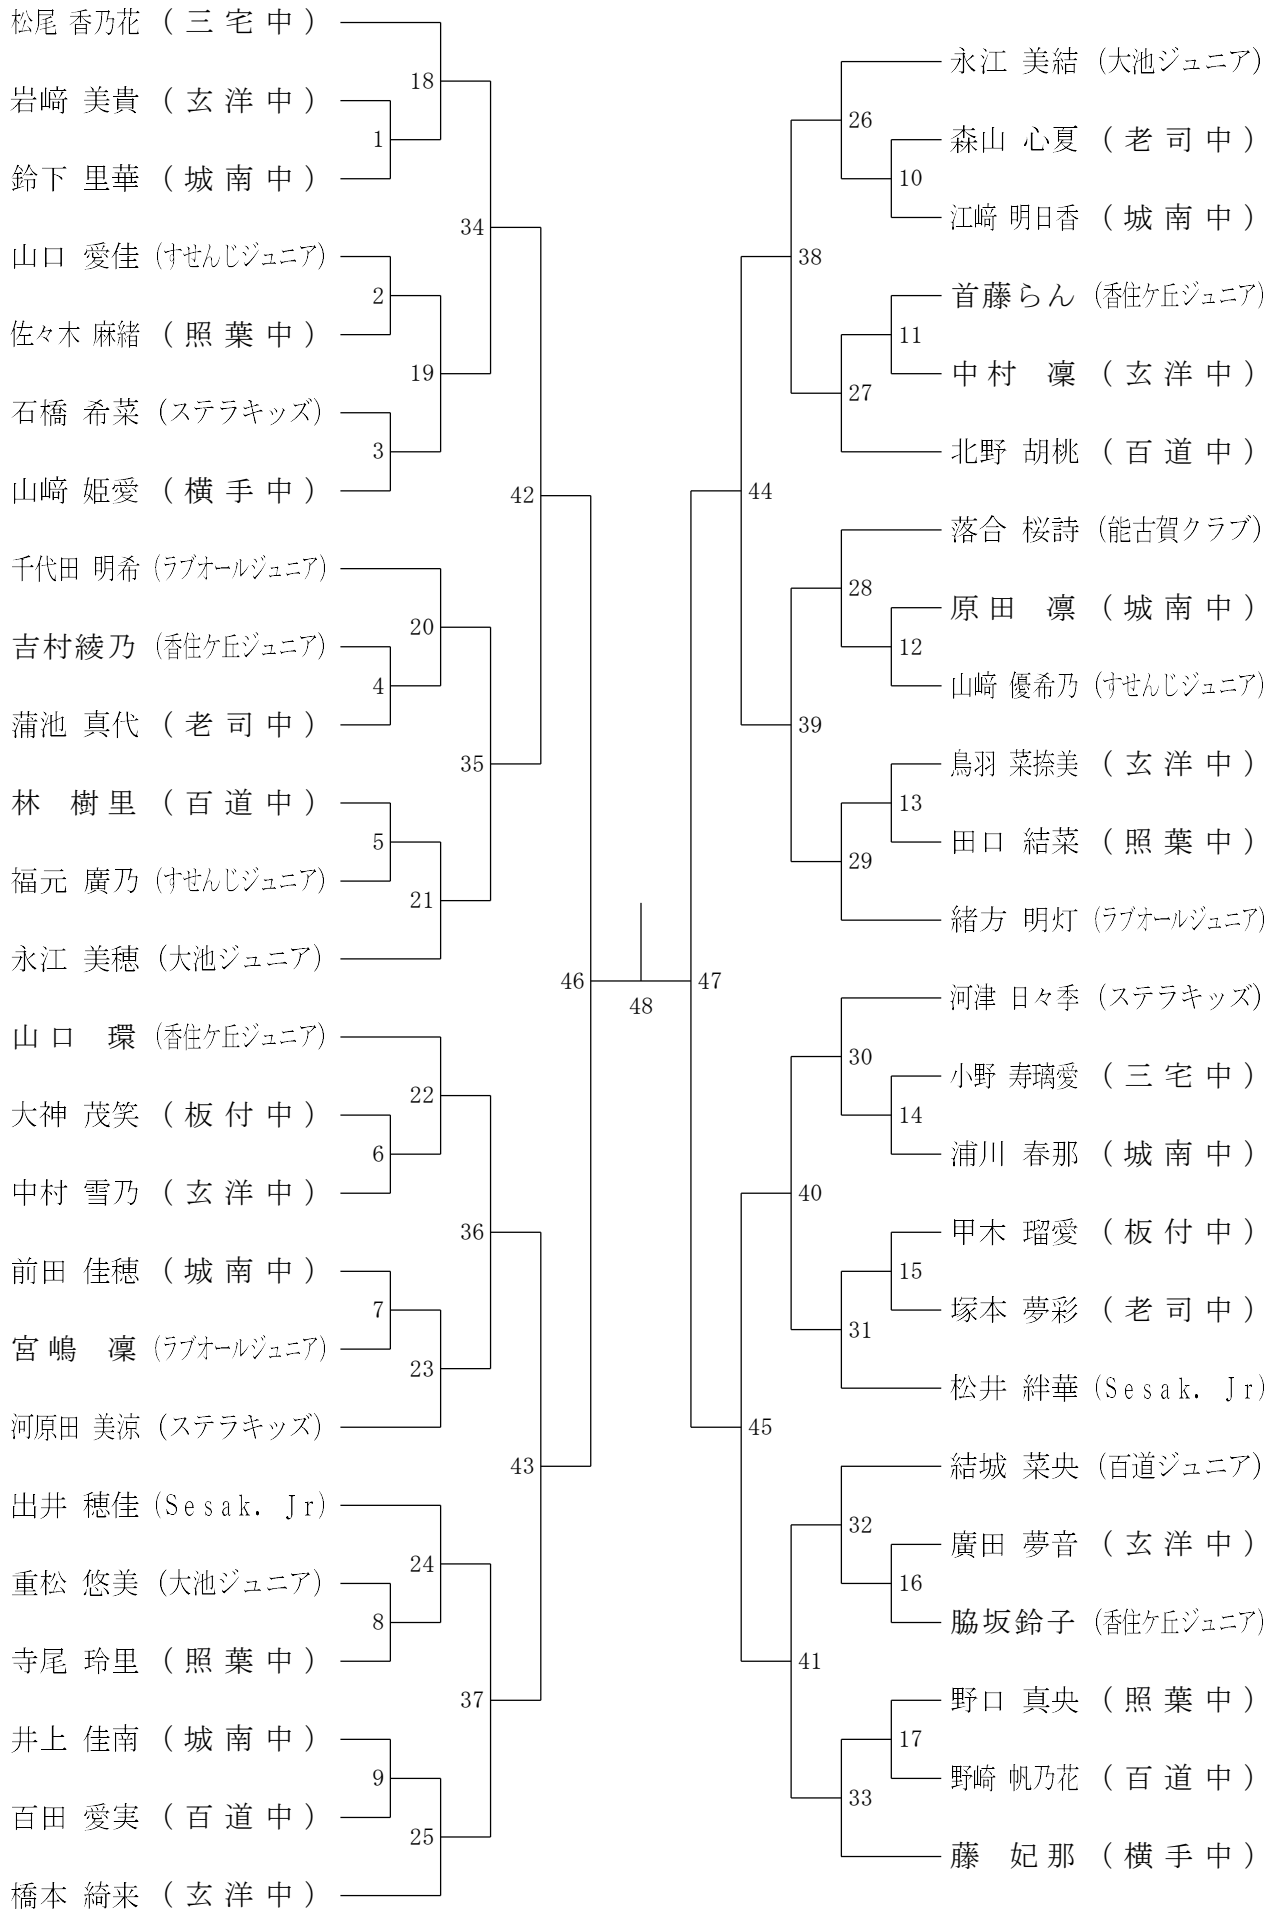 松尾 香乃花 ( 三 宅 中 )
岩﨑 美貴 ( 玄 洋 中 )
鈴下 里華 ( 城 南 中 )
山口 愛佳 (すせんじジュニア)
佐々木 麻緒 ( 照 葉 中 )
石橋 希菜 (ステラキッズ)
山﨑 姫愛 ( 横 手 中 )
千代田 明希 (ラブオールジュニア)
吉村綾乃 (香住ケ丘ジュニア)
蒲池 真代 ( 老 司 中 )
林 樹里 ( 百 道 中 )
福元 廣乃 (すせんじジュニア)
永江 美穂 (大池ジュニア)
山口 環 (香住ケ丘ジュニア)
大神 茂笑 ( 板 付 中 )
中村 雪乃 ( 玄 洋 中 )
前田 佳穂 ( 城 南 中 )
宮嶋 凜 (ラブオールジュニア)
河原田 美涼 (ステラキッズ)
出井 穂佳 (Sesak. Jr)
重松 悠美 (大池ジュニア)
寺尾 玲里 ( 照 葉 中 )
井上 佳南 ( 城 南 中 )
百田 愛実 ( 百 道 中 )
橋本 綺来 ( 玄 洋 中 )
1
2
3
4
5
6
7
8
9
18
19
20
21
22
23
24
25
34
35
36
37
42
43
46
48
47
44
45
38
39
40
41
26
27
28
29
30
31
32
33
10
11
12
13
14
15
16
17
永江 美結 (大池ジュニア)
森山 心夏 ( 老 司 中 )
江﨑 明日香 ( 城 南 中 )
首藤らん (香住ケ丘ジュニア)
中村 凜 ( 玄 洋 中 )
北野 胡桃 ( 百 道 中 )
落合 桜詩 (能古賀クラブ)
原田 凛 ( 城 南 中 )
山﨑 優希乃 (すせんじジュニア)
鳥羽 菜捺美 ( 玄 洋 中 )
田口 結菜 ( 照 葉 中 )
緒方 明灯 (ラブオールジュニア)
河津 日々季 (ステラキッズ)
小野 寿璃愛 ( 三 宅 中 )
浦川 春那 ( 城 南 中 )
甲木 瑠愛 ( 板 付 中 )
塚本 夢彩 ( 老 司 中 )
松井 絆華 (Sesak. Jr)
結城 菜央 (百道ジュニア)
廣田 夢音 ( 玄 洋 中 )
脇坂鈴子 (香住ケ丘ジュニア)
野口 真央 ( 照 葉 中 )
野崎 帆乃花 ( 百 道 中 )
藤 妃那 ( 横 手 中 )